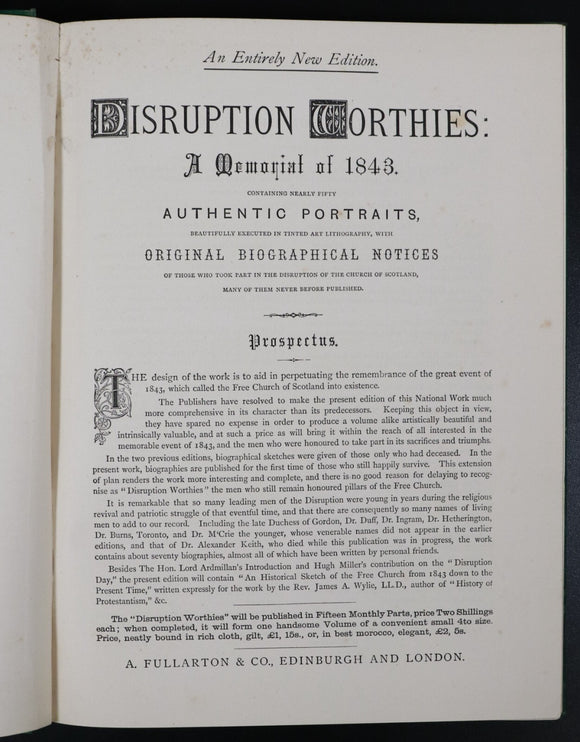 An Entirely New Edition.
DISRUPTION WORTHIES:
A Memorial of 1843.
CONTAINING NEARLY FIFTY
AUTHENTIC PORTRAITS,
BEAUTIFULLY EXECUTED IN TINTED ART LITHOGRAPHY, WITH
ORIGINAL BIOGRAPHICAL NOTICES
OF THOSE WHO TOOK PART IN THE DISRUPTION OF THE CHURCH OF SCOTLAND,
MANY OF THEM NEVER BEFORE PUBLISHED.
Prospectus.
THE design of the work is to aid in perpetuating the remembrance of the great event of
1843, which called the Free Church of Scotland into existence.
The Publishers have resolved to make the present edition of this National Work much
more comprehensive in its character than its predecessors. Keeping this object in view,
they have spared no expense in order to produce a volume alike artistically beautiful and
intrinsically valuable, and at such a price as will bring it within the reach of all interested in the
memorable event of 1843, and the men who were honoured to take part in its sacrifices and triumphs.
In the two previous editions, biographical sketches were given of those only who had deceased. In the
present work, biographies are published for the first time of those who still happily survive. This extension
of plan renders the work more interesting and complete, and there is no good reason for delaying to recog-
nise as "Disruption Worthies" the men who still remain honoured pillars of the Free Church.
It is remarkable that so many leading men of the Disruption were young in years during the religious
revival and patriotic struggle of that eventful time, and that there are consequently so many names of living
men to add to our record. Including the late Duchess of Gordon, Dr. Duff, Dr. Ingram, Dr. Hetherington,
Dr. Burns, Toronto, and Dr. M'Crie the younger, whose venerable names did not appear in the earlier
editions, and that of Dr. Alexander Keith, who died while this publication was in progress, the work
contains about seventy biographies, almost all of which have been written by personal friends.
Besides The Hon. Lord Ardmillan's Introduction and Hugh Miller's contribution on the "Disruption
Day," the present edition will contain "An Historical Sketch of the Free Church from 1843 down to the
Present Time," written expressly for the work by the Rev. James A. Wylie, LL.D., author of "History of
Protestantism," &c.
The "Disruption Worthies" will be published in Fifteen Monthly Parts, price Two Shillings
each; when completed, it will form one handsome Volume of a convenient small 4to size.
Price, neatly bound in rich cloth, gilt, £1, 15s., or, in best morocco, elegant, £2, 5s.
A. FULLARTON & CO., EDINBURGH AND LONDON.